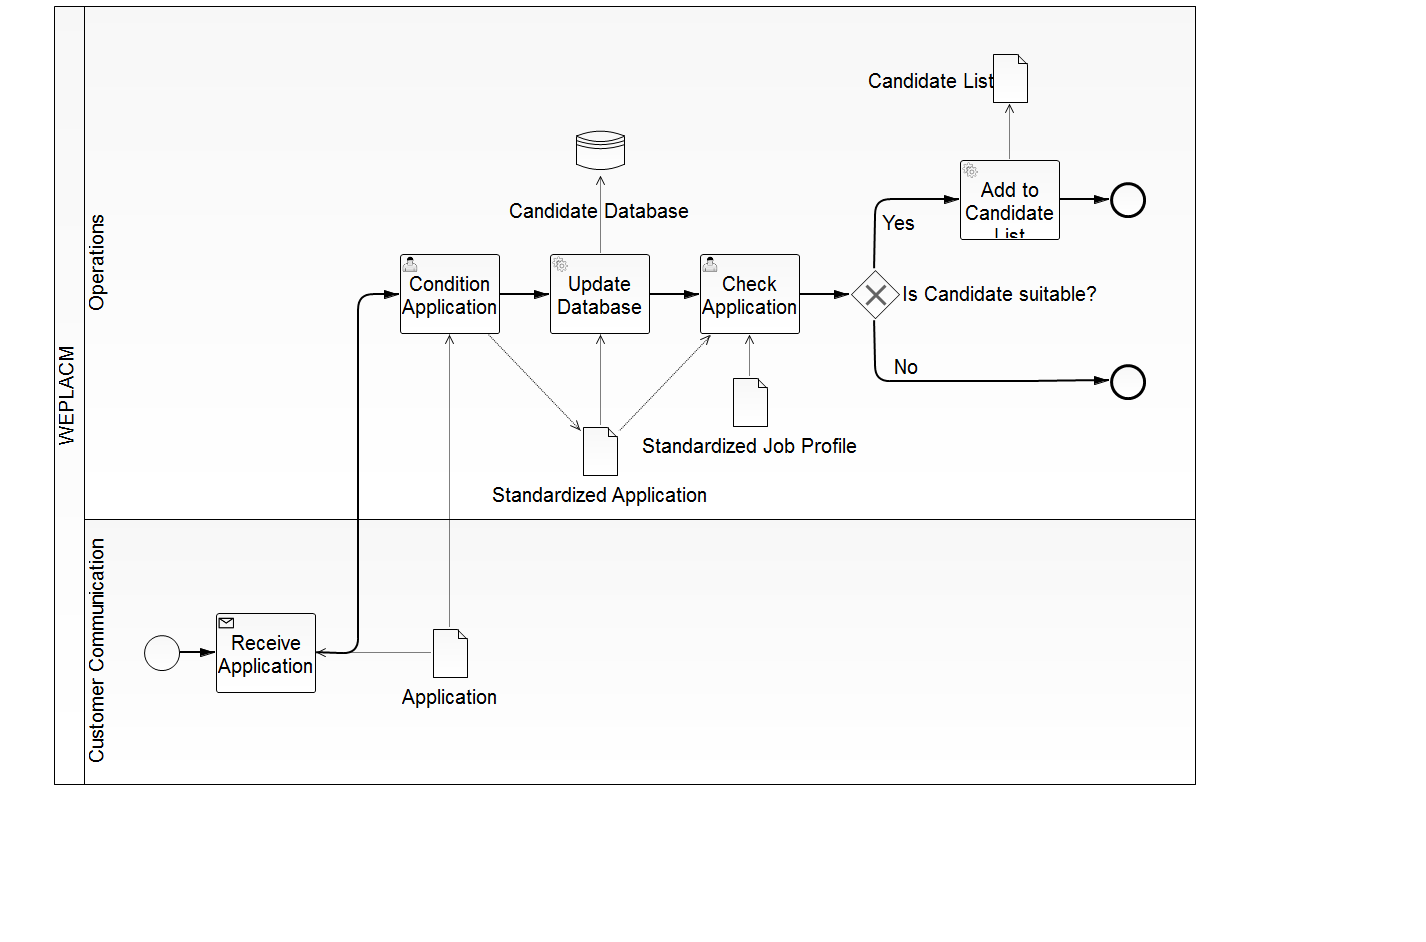 WEPLACM
Operations
Candidate List
Candidate Database
Add to
Candidate
List
Yes
Condition
Application
Update
Database
Check
Application
Is Candidate suitable?
No
Standardized Job Profile
Standardized Application
Customer Communication
Receive
Application
Application